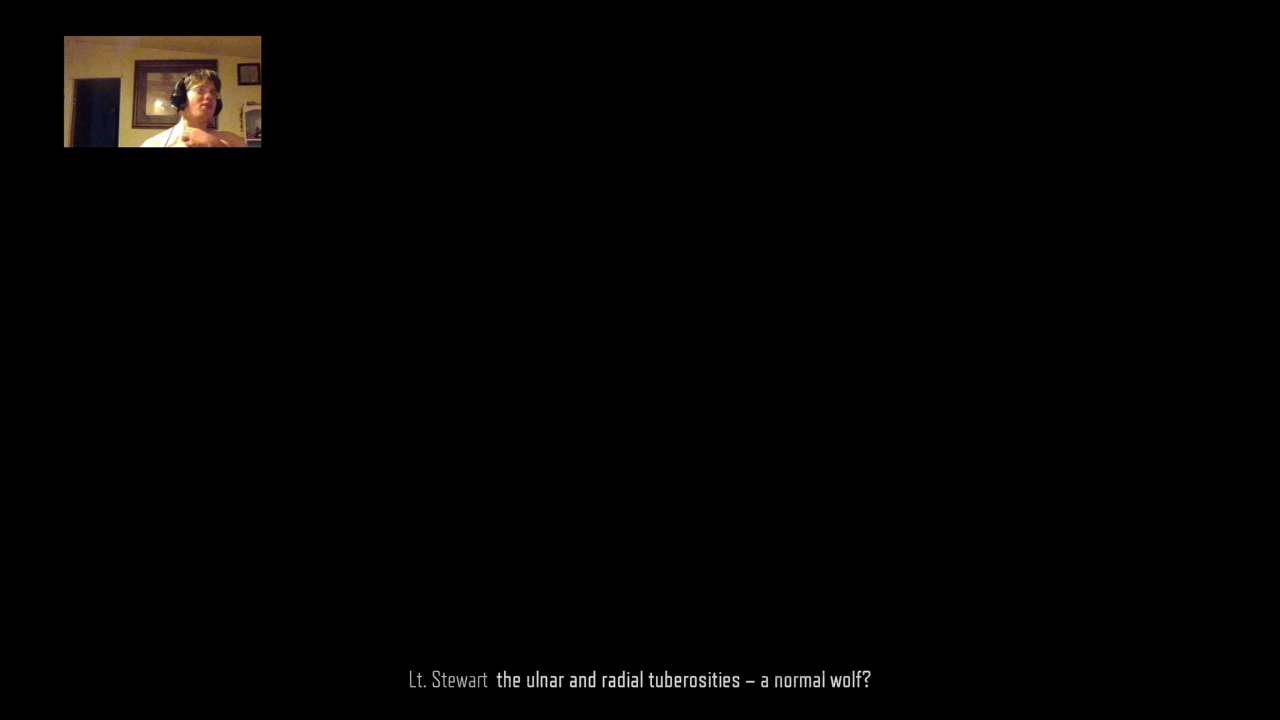 Lt. Stewart the ulnar and radial tuberosities – a normal wolf?